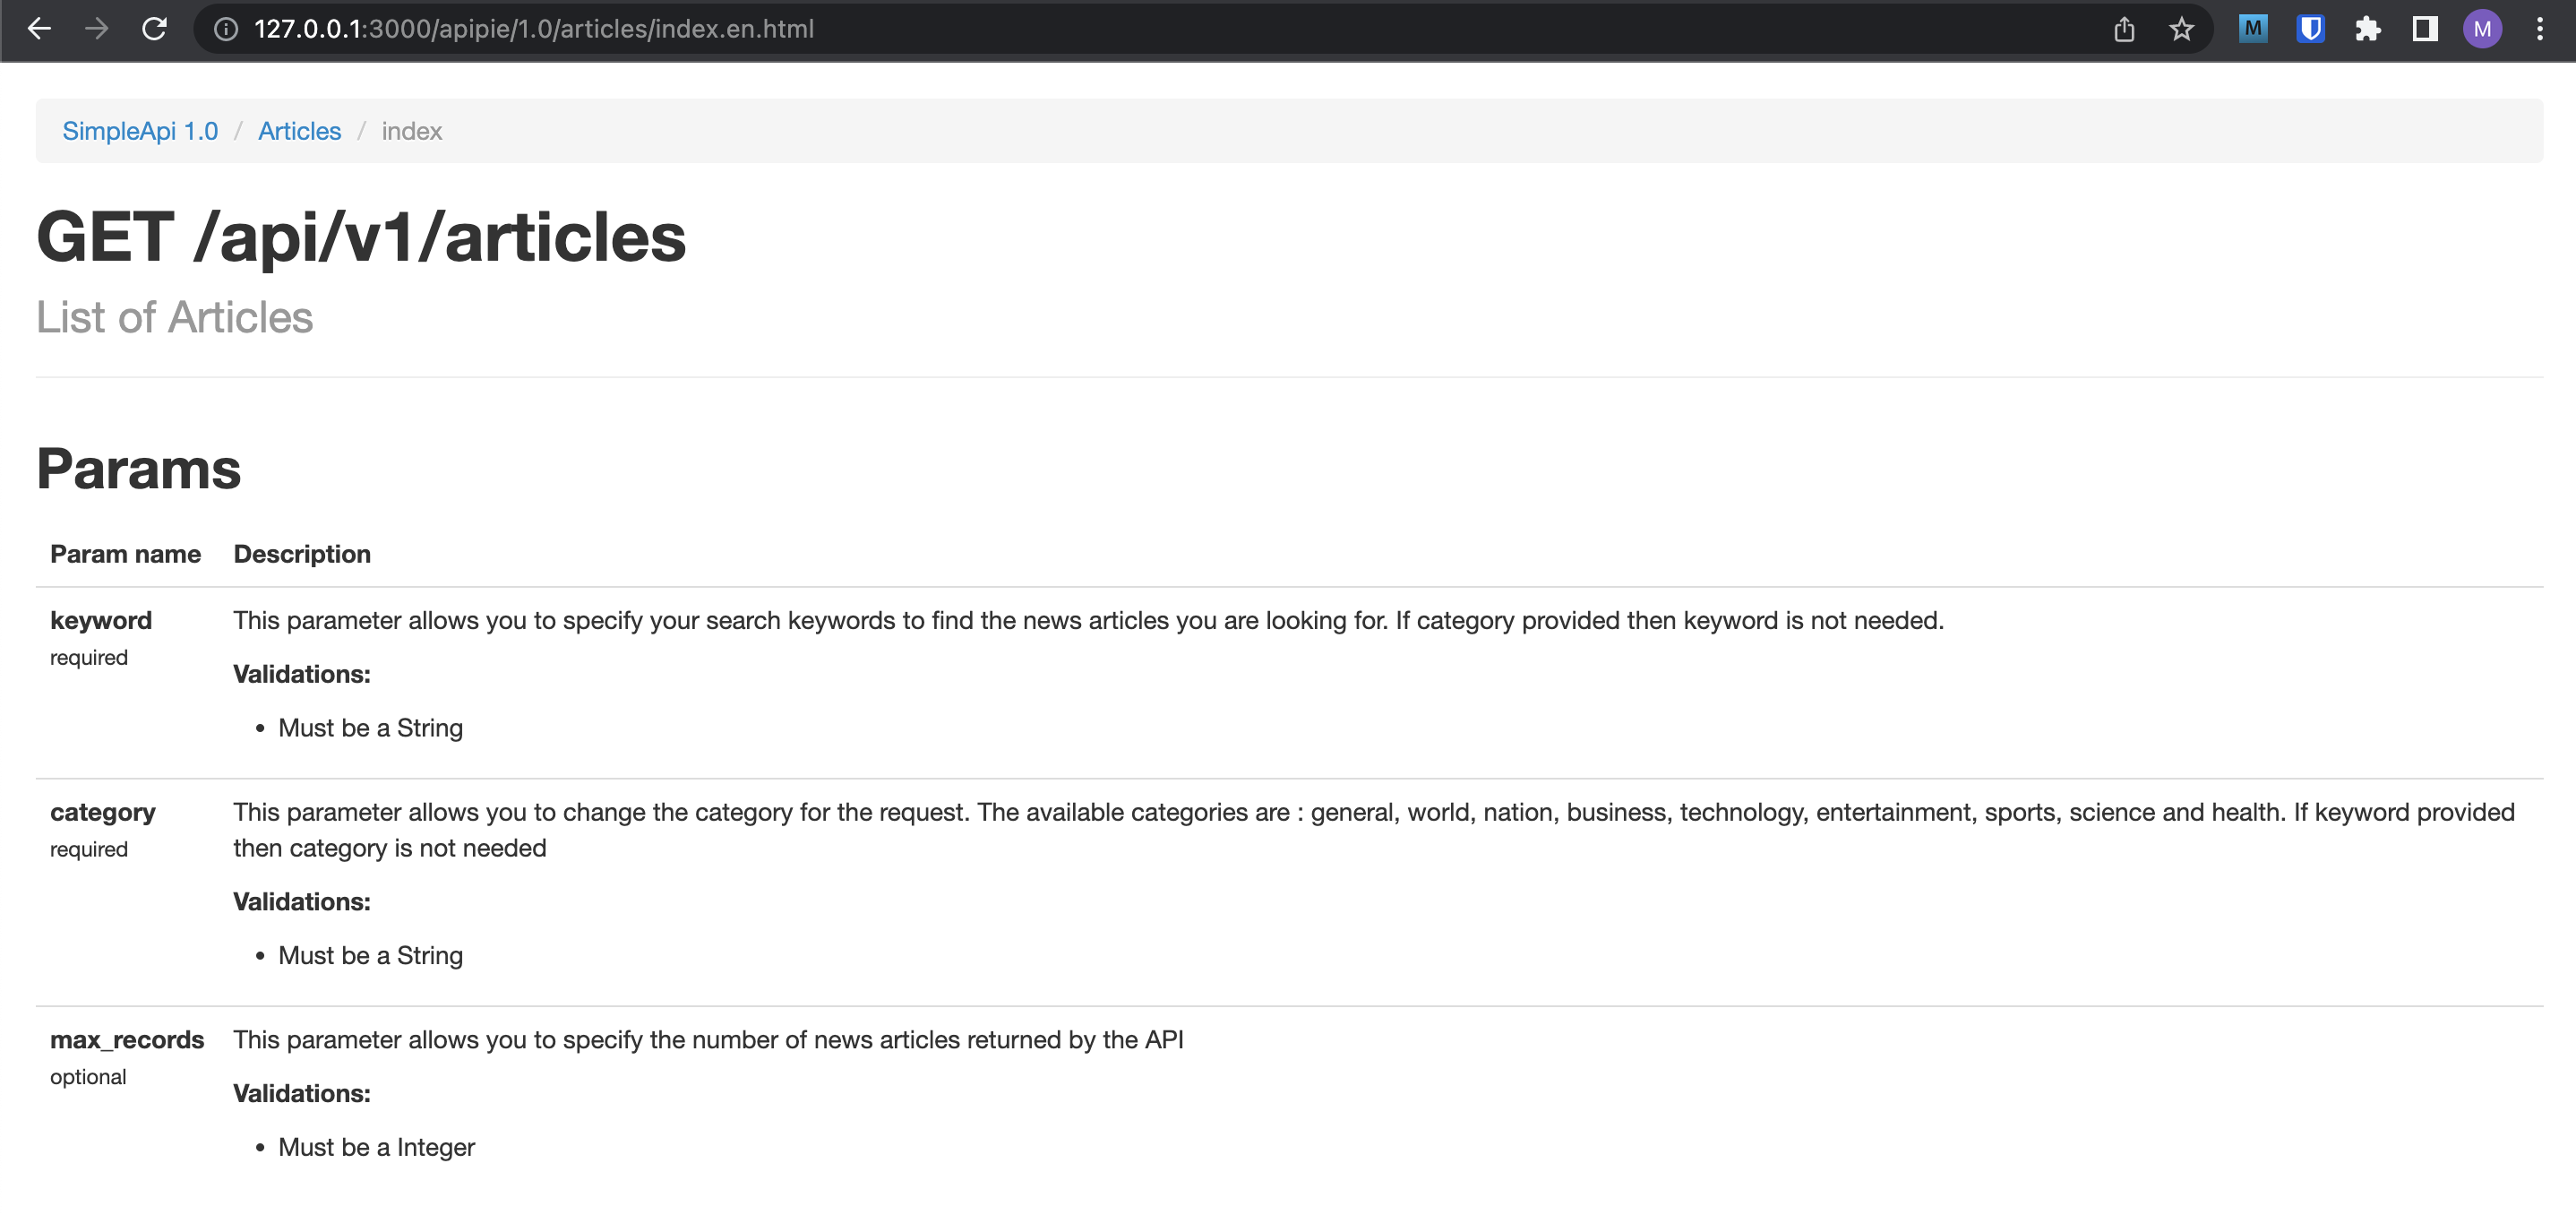 127.0.0.1:3000/apipie/1.0/articles/index.en.html
M
M
SimpleApi 1.0 / Articles / index
GET /api/v1/articles
List of Articles
Params
Param name Description
keyword This parameter allows you to specify your search keywords to find the news articles you are looking for. If category provided then keyword is not needed.
required
Validations:
• Must be a String
category This parameter allows you to change the category for the request. The available categories are : general, world, nation, business, technology, entertainment, sports, science and health. If keyword provided
required then category is not needed
Validations:
• Must be a String
max_records This parameter allows you to specify the number of news articles returned by the API
optional
Validations:
• Must be a Integer